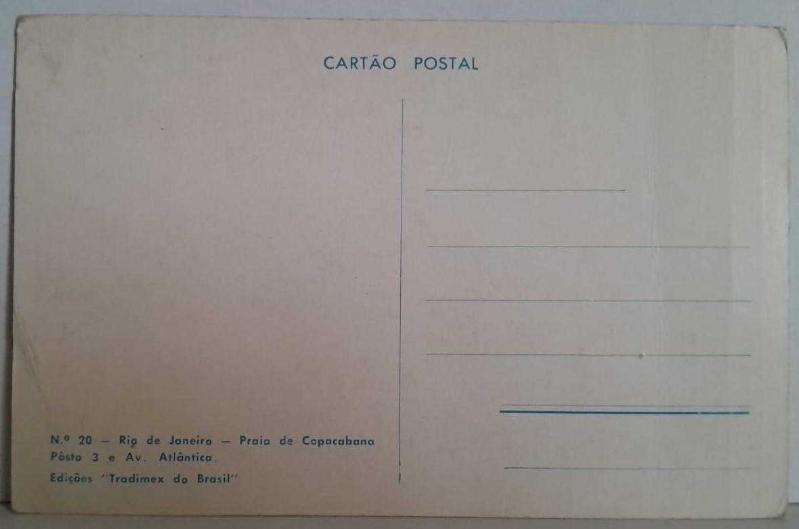 CARTÃO POSTAL
N.º 20 — Rio de Janeiro — Praia de Copacabana
Pôsto 3 e Av. Atlântica.
Edições "Tradimex do Brasil"